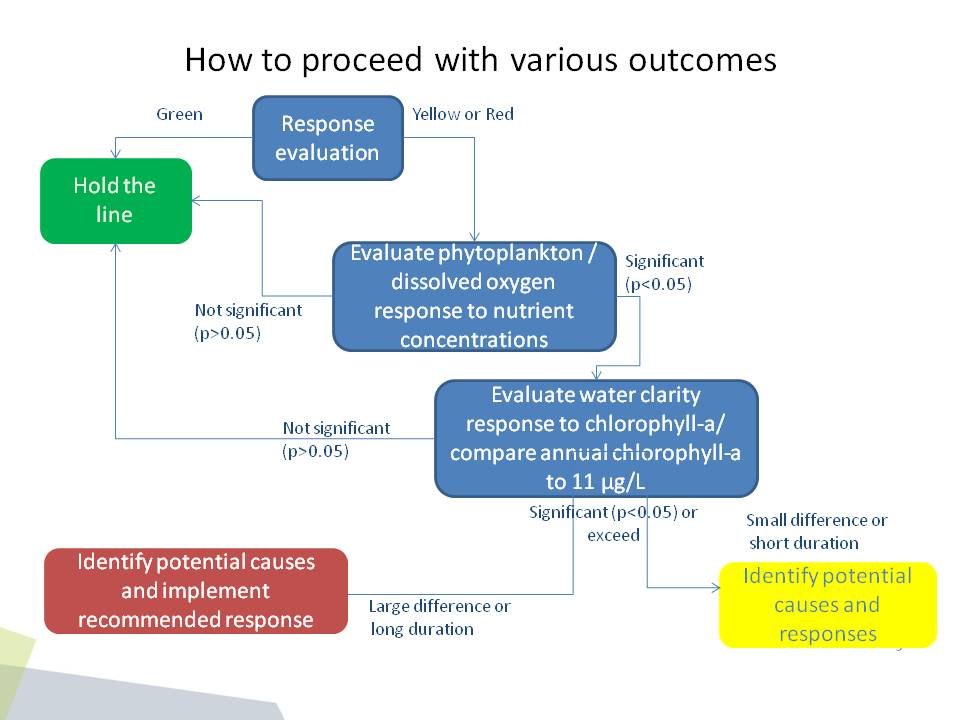 How to proceed with various outcomes
Green
Response
evaluation
Yellow or Red
Hold the
line
Evaluate phytoplankton /
dissolved oxygen
response to nutrient
concentrations
Significant
(p<0.05)
Not significant
(p>0.05)
Evaluate water clarity
response to chlorophyll-a/
compare annual chlorophyll-a
to 11 µg/L
Not significant
(p>0.05)
Significant (p<0.05) or
exceed
Small difference or
short duration
Identify potential causes
and implement
recommended response
Large difference or
long duration
Identify potential
causes and
responses